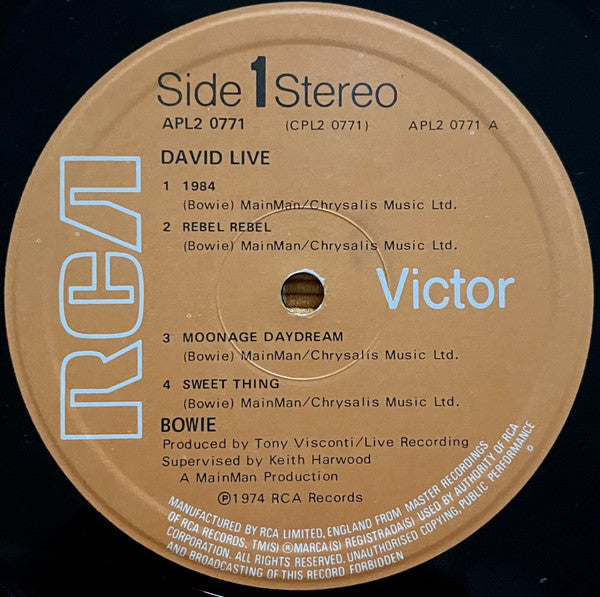 Side 1 Stereo
APL2 0771 (CPL2 0771) APL2 0771 A
DAVID LIVE
1 1984
(Bowie) MainMan/Chrysalis Music Ltd.
2 REBEL REBEL
(Bowie) MainMan/Chrysalis Music Ltd.
RCA
Victor
3 MOONAGE DAYDREAM
(Bowie) MainMan/Chrysalis Music Ltd.
4 SWEET THING
(Bowie) MainMan/Chrysalis Music Ltd.
BOWIE
Produced by Tony Visconti/Live Recording
Supervised by Keith Harwood
A MainMan Production
℗1974 RCA Records
MANUFACTURED BY RCA LIMITED, ENGLAND FROM MASTER RECORDINGS
OF RCA RECORDS. TM(S) ® MARCA(S) REGISTRADA(S) USED BY AUTHORITY OF RCA
CORPORATION. ALL RIGHTS RESERVED. UNAUTHORISED COPYING, PUBLIC PERFORMANCE
AND BROADCASTING OF THIS RECORD FORBIDDEN